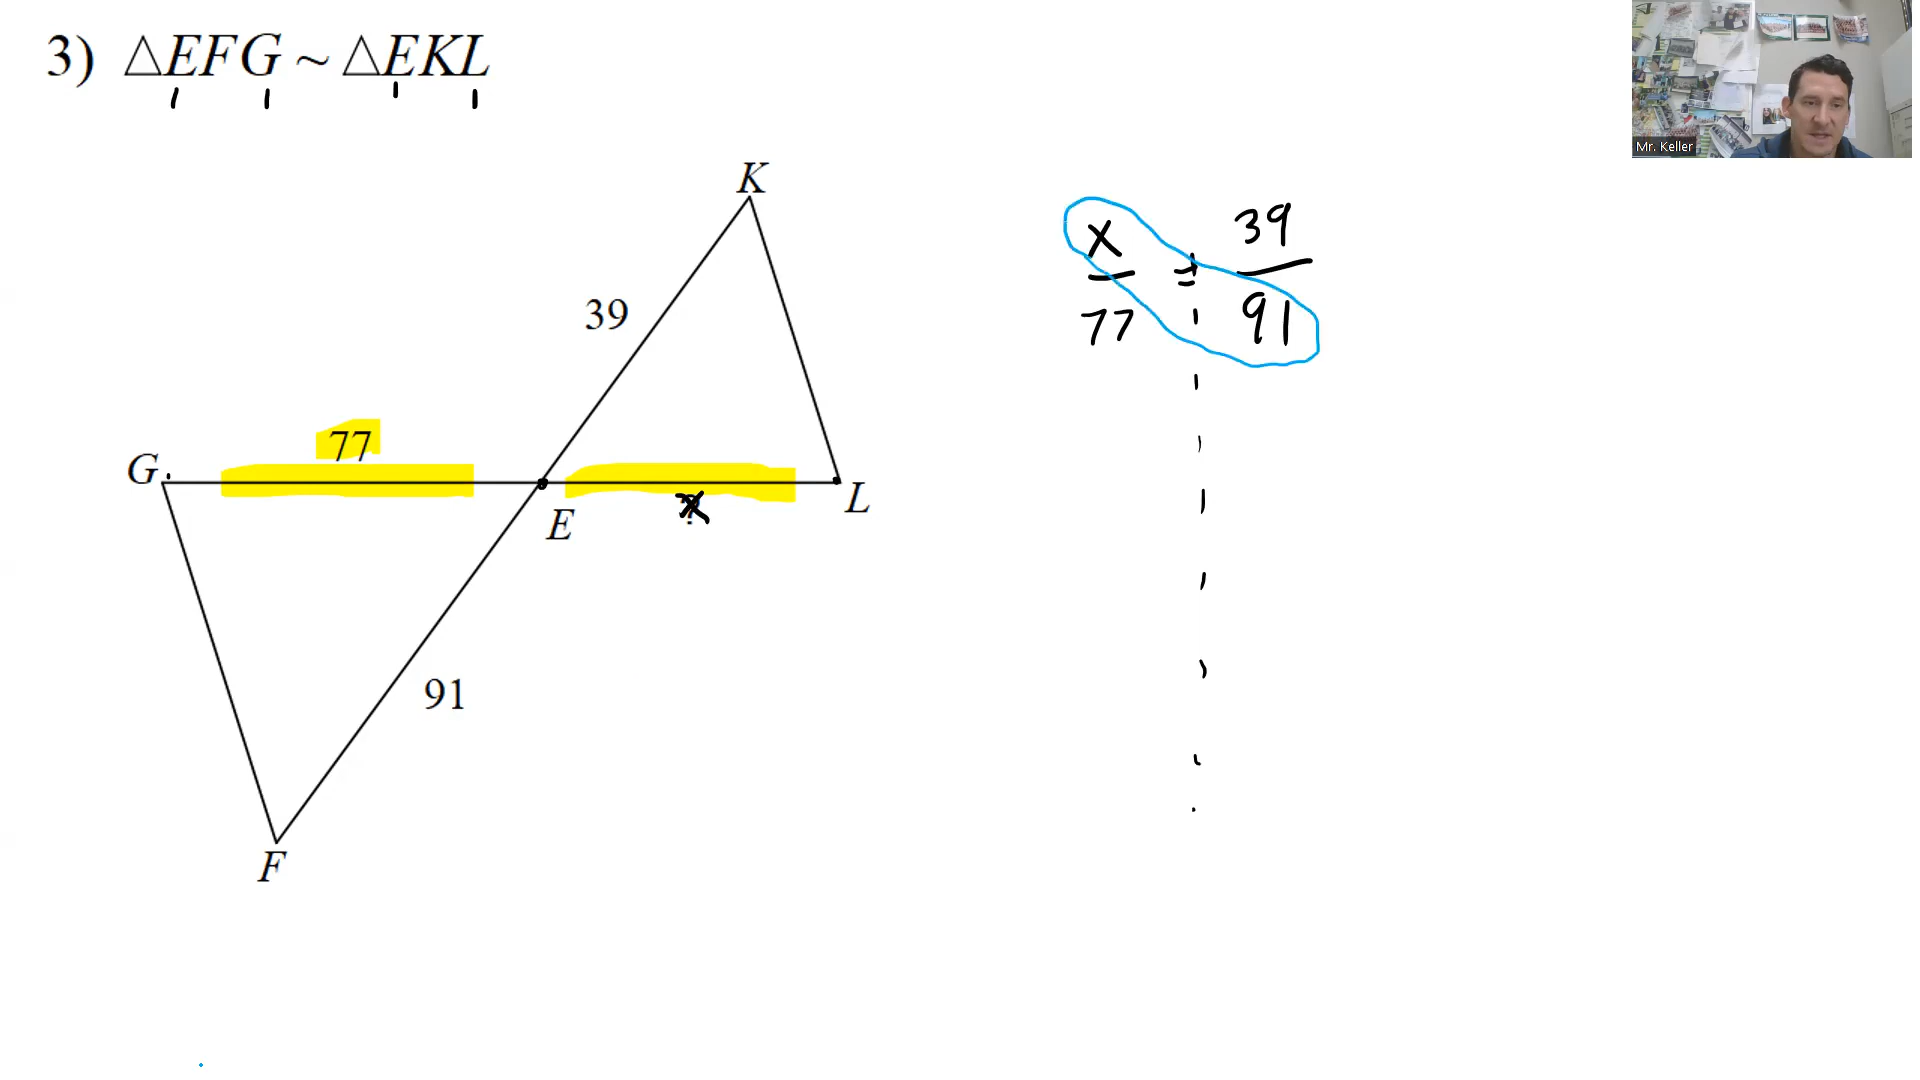 3) △EFG ~ △EKL
Mr. Keller
K
39
77
G
E
L
x
91
F
x/77 = 39/91